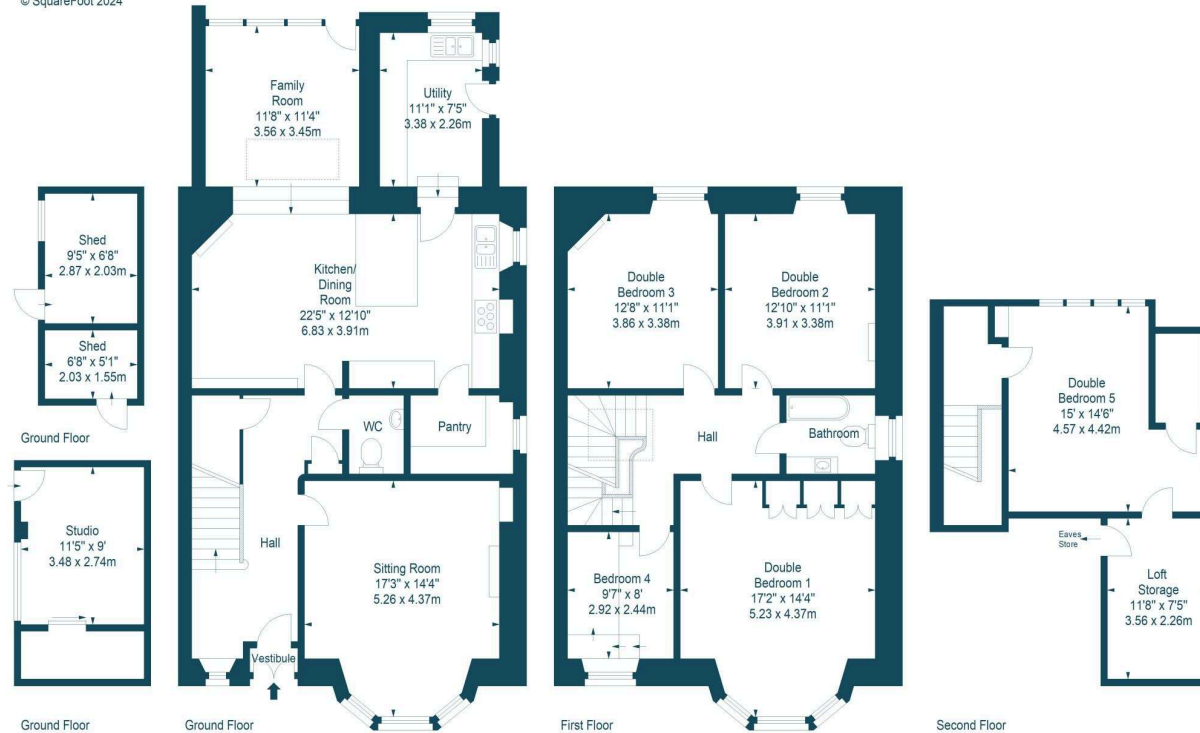 © SquareFoot 2024
Family
Room
11'8" x 11'4"
3.56 x 3.45m
Utility
11'1" x 7'5"
3.38 x 2.26m
Shed
9'5" x 6'8"
2.87 x 2.03m
Shed
6'8" x 5'1"
2.03 x 1.55m
Ground Floor
Kitchen/
Dining
Room
22'5" x 12'10"
6.83 x 3.91m
WC
Pantry
Studio
11'5" x 9'
3.48 x 2.74m
Ground Floor
Hall
Sitting Room
17'3" x 14'4"
5.26 x 4.37m
Vestibule
Ground Floor
Double
Bedroom 3
12'8" x 11'1"
3.86 x 3.38m
Double
Bedroom 2
12'10" x 11'1"
3.91 x 3.38m
Hall
Bathroom
Bedroom 4
9'7" x 8'
2.92 x 2.44m
Double
Bedroom 1
17'2" x 14'4"
5.23 x 4.37m
First Floor
Double
Bedroom 5
15' x 14'6"
4.57 x 4.42m
Eaves
Store
Loft
Storage
11'8" x 7'5"
3.56 x 2.26m
Second Floor